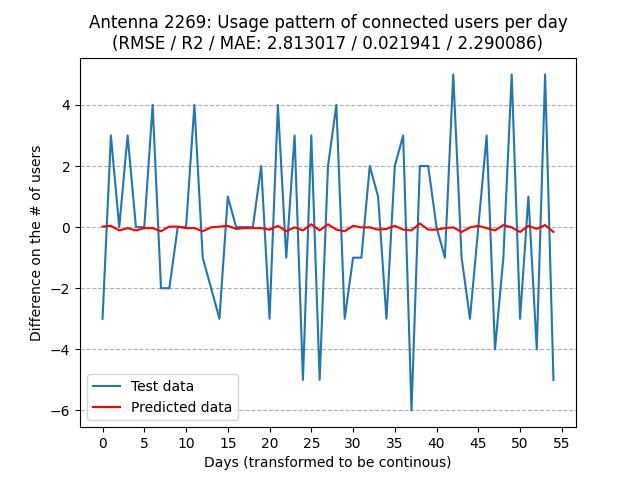 Antenna 2269: Usage pattern of connected users per day
(RMSE / R2 / MAE: 2.813017 / 0.021941 / 2.290086)
Difference on the # of users
4
2
0
−2
−4
−6
Test data
Predicted data
0 5 10 15 20 25 30 35 40 45 50 55
Days (transformed to be continous)